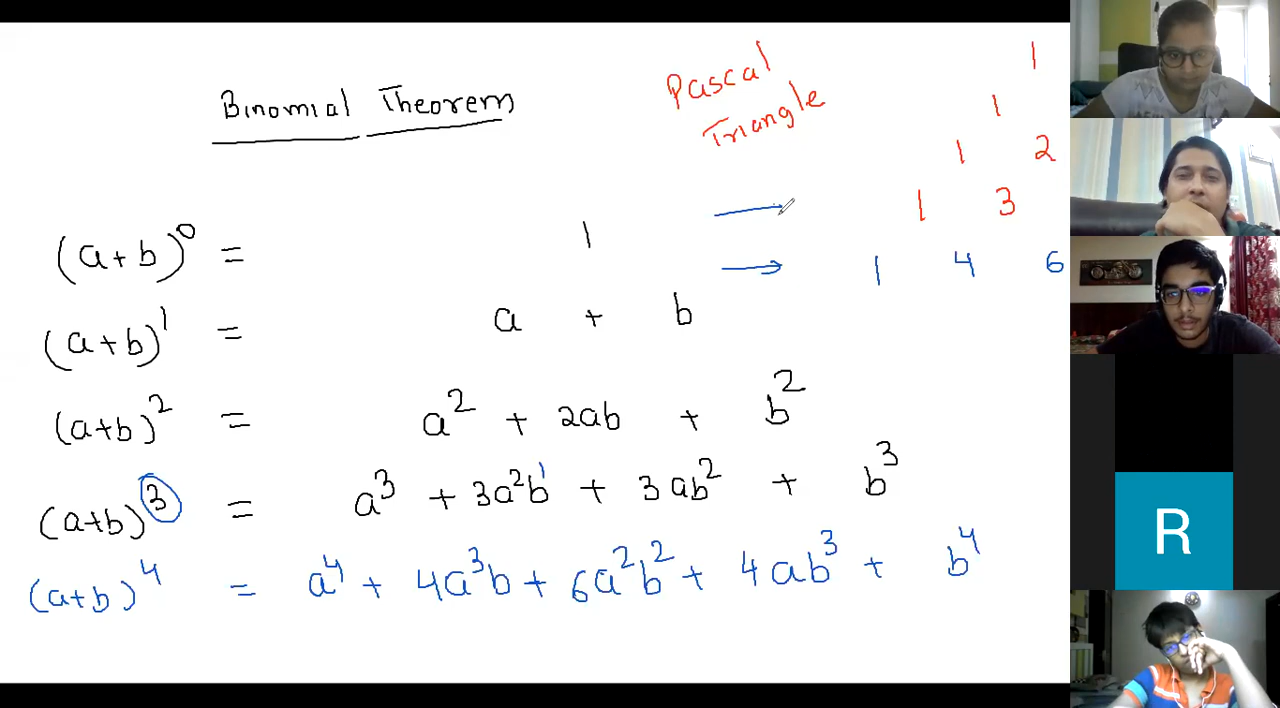 Binomial Theorem
Pascal
Triangle
1
1
1 2
1 3
→
→ 1 4 6
(a+b)⁰ = 1
(a+b)¹ = a + b
(a+b)² = a² + 2ab + b²
(a+b)³ = a³ + 3a²b¹ + 3ab² + b³
(a+b)⁴ = a⁴ + 4a³b + 6a²b² + 4ab³ + b⁴
R